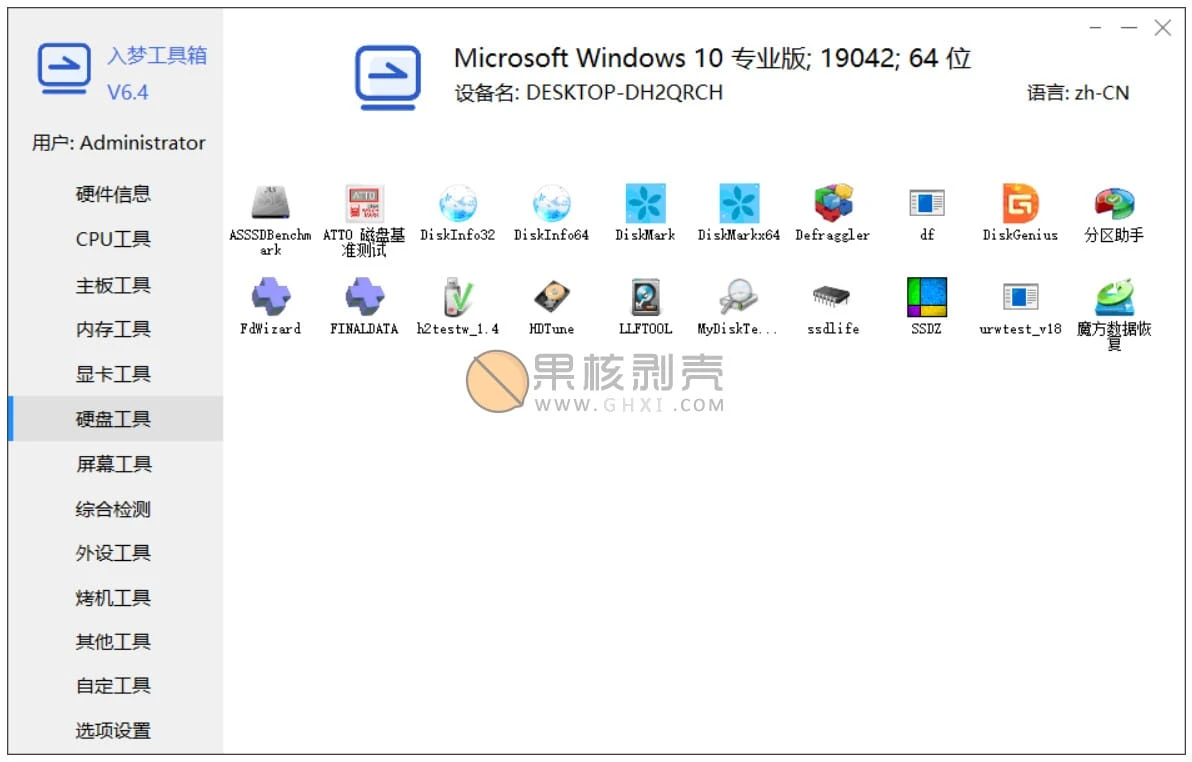 入梦工具箱
V6.4
用户: Administrator
Microsoft Windows 10 专业版; 19042; 64 位
设备名: DESKTOP-DH2QRCH
语言: zh-CN
硬件信息
CPU工具
主板工具
内存工具
显卡工具
硬盘工具
屏幕工具
综合检测
外设工具
烤机工具
其他工具
自定工具
选项设置
ASSSDBenchm
ark
ATTO 磁盘基
准测试
DiskInfo32
DiskInfo64
DiskMark
DiskMarkx64
Defraggler
df
DiskGenius
分区助手
FdWizard
FINALDATA
h2testw_1.4
HDTune
LLFTOOL
MyDiskTe...
ssdlife
SSDZ
urwtest_v18
魔方数据恢
复
果核剥壳
WWW.GHXI.COM